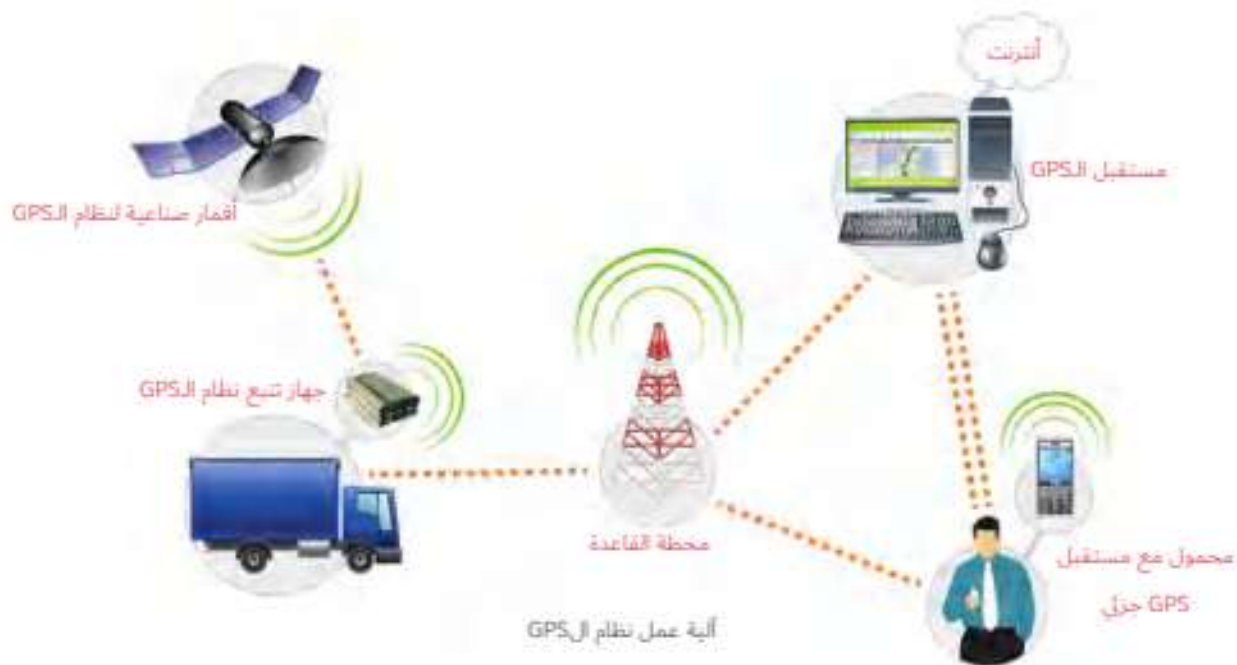 أنترنت
مستقبل الـGPS
أقمار صناعية لنظام الـGPS
جهاز تتبع نظام الـGPS
محطة القاعدة
محمول مع مستقبل
GPS جزئي
ألية عمل نظام الـGPS